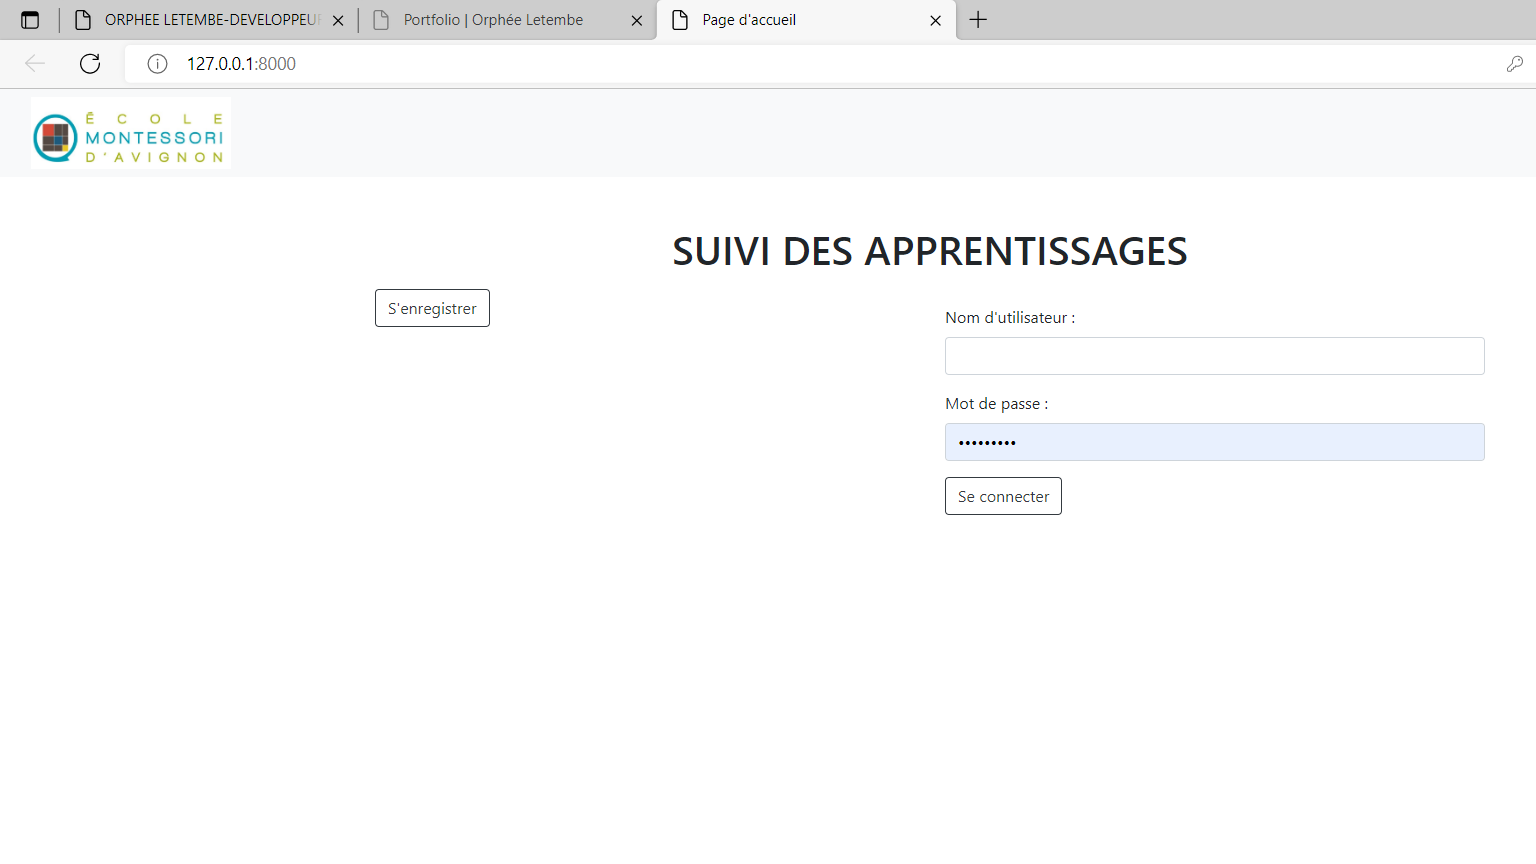 ORPHEE LETEMBE-DEVELOPPEU
Portfolio | Orphée Letembe
Page d'accueil
127.0.0.1:8000
ÉCOLE
MONTESSORI
D'AVIGNON
SUIVI DES APPRENTISSAGES
S'enregistrer
Nom d'utilisateur :
Mot de passe :
•••••••••
Se connecter